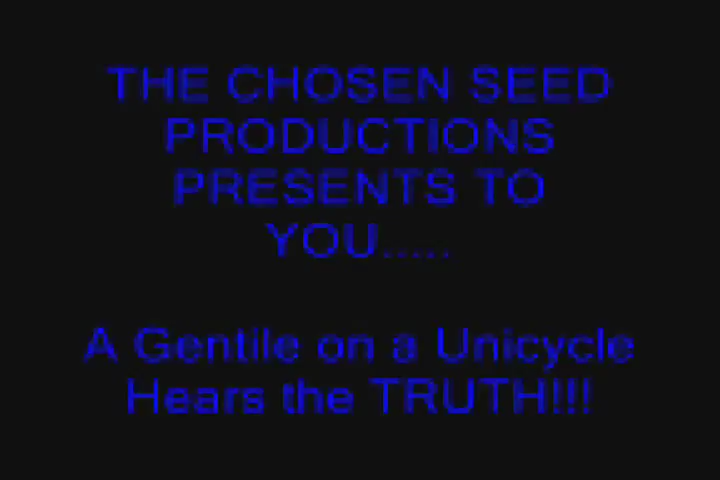 THE CHOSEN SEED
PRODUCTIONS
PRESENTS TO
YOU.....
A Gentile on a Unicycle
Hears the TRUTH!!!